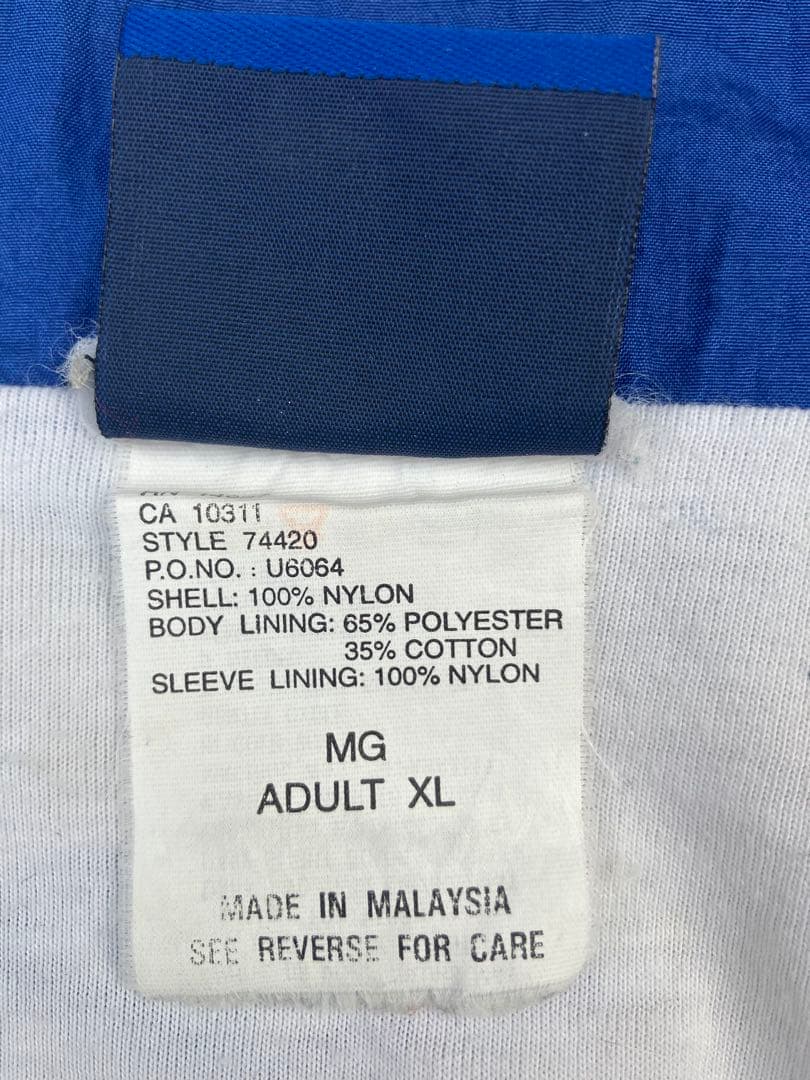 CA 10311
STYLE 74420
P.O.NO. : U6064
SHELL: 100% NYLON
BODY LINING: 65% POLYESTER
35% COTTON
SLEEVE LINING: 100% NYLON
MG
ADULT XL
MADE IN MALAYSIA
SEE REVERSE FOR CARE